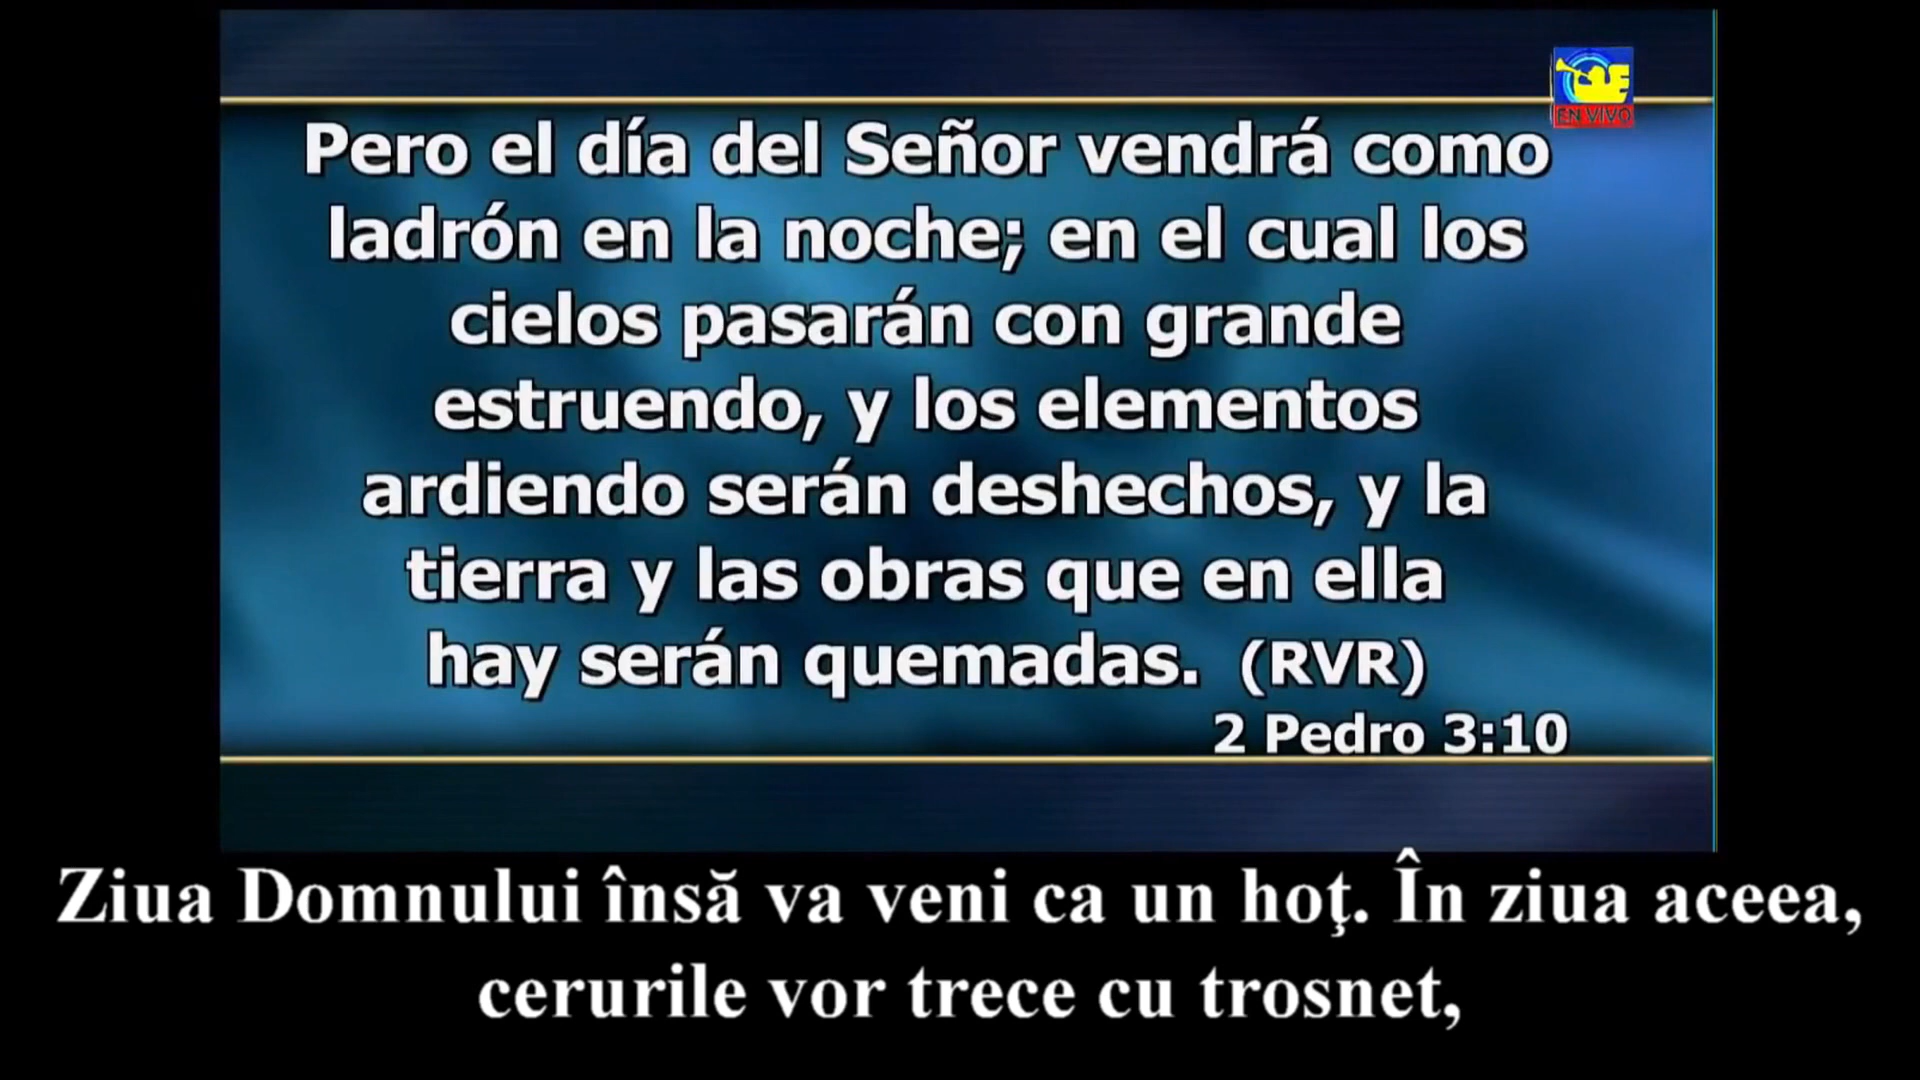 EN VIVO
Pero el día del Señor vendrá como
ladrón en la noche; en el cual los
cielos pasarán con grande
estruendo, y los elementos
ardiendo serán deshechos, y la
tierra y las obras que en ella
hay serán quemadas. (RVR)
2 Pedro 3:10
Ziua Domnului însă va veni ca un hoţ. În ziua aceea,
cerurile vor trece cu trosnet,